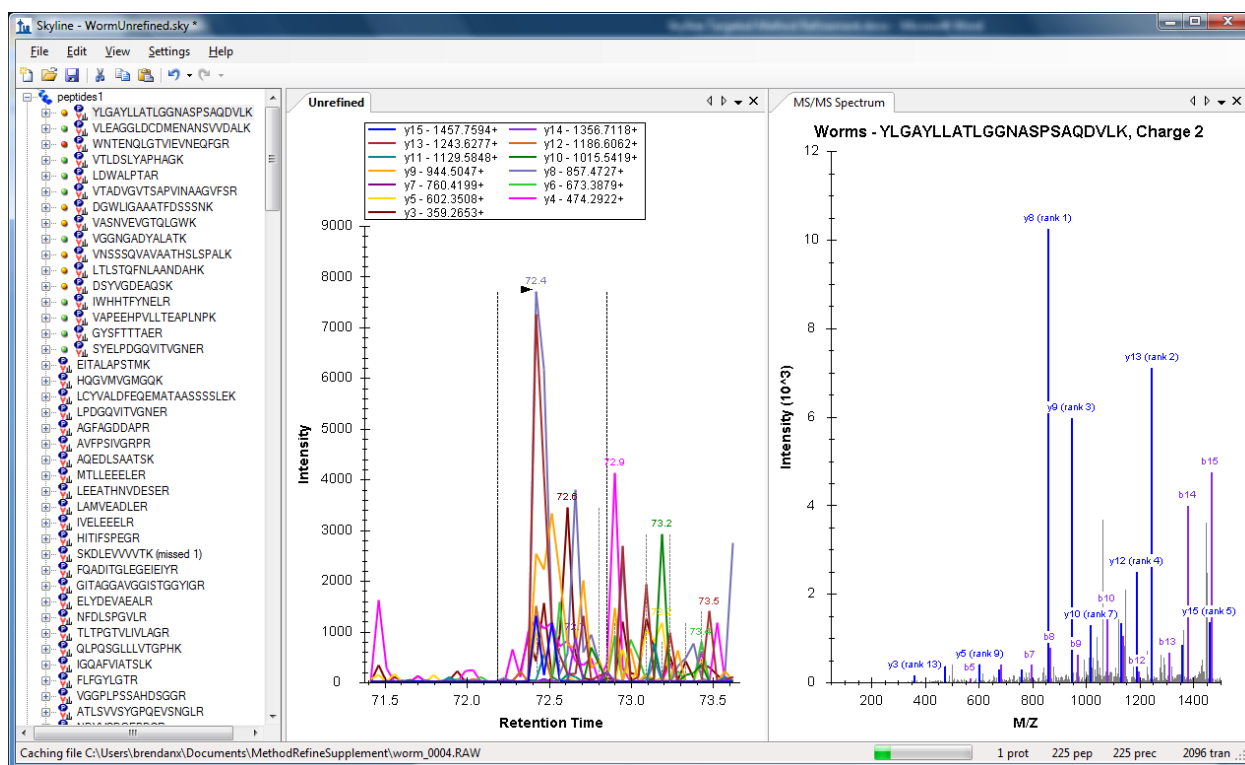 Skyline - WormUnrefined.sky *
File Edit View Settings Help
peptides1
YLGAYLLATLGGNASPSAQDVLK
VLEAGGLDCDMENANSVVDALK
WNTENQLGTVIEVNEQFGR
VTLDSLYAPHAGK
LDWALPTAR
VTADVGVTSAPVINAAGVFSR
DGWLIGAAATFDSSSNK
VASNVEVGTQLGWK
VGGNGADYALATK
VNSSSQVAVAATHSLSPALK
LTLSTQFNLAANDAHK
DSYVGDEAQSK
IWHHTFYNELR
VAPEEHPVLLTEAPLNPK
GYSFTTTAER
SYELPDGQVITVGNER
EITALAPSTMK
HQGVMVGMGQK
LCYVALDFEQEMATAASSSSLEK
LPDGQVITVGNER
AGFAGDDAPR
AVFPSIVGRPR
AQEDLSAATSK
MTLLEEELER
LEEATHNVDESER
LAMVEADLER
IVELEEELR
HITIFSPEGR
SKDLEVVVVTK (missed 1)
FQADITGLEGEIEIYR
GITAGGAVGGISTGGYIGR
ELYDEVAEALR
NFDLSPGVLR
TLTPGTVLIVLAGR
QLPQSGLLLVTGPHK
IGQAFVIATSLK
FLFGYLGTR
VGGPLPSSAHDSGGR
ATLSVVSYGPQEVSNGLR
Unrefined
y15 - 1457.7594+ y14 - 1356.7118+
y13 - 1243.6277+ y12 - 1186.6062+
y11 - 1129.5848+ y10 - 1015.5419+
y9 - 944.5047+ y8 - 857.4727+
y7 - 760.4199+ y6 - 673.3879+
y5 - 602.3508+ y4 - 474.2922+
y3 - 359.2653+
9000
8000
7000
6000
5000
4000
3000
2000
1000
0
Intensity
72.4
72.9
72.6
73.2
73.5
71.5 72.0 72.5 73.0 73.5
Retention Time
MS/MS Spectrum
Worms - YLGAYLLATLGGNASPSAQDVLK, Charge 2
12
10
8
6
4
2
0
Intensity (10^3)
y8 (rank 1)
y13 (rank 2)
y9 (rank 3)
b15
b14
y12 (rank 4)
b10
y10 (rank 7)
y15 (rank 5)
b8
b9
y5 (rank 9)
y3 (rank 13)
b5
b7
b12
b13
200 400 600 800 1000 1200 1400
M/Z
Caching file C:\Users\brendanx\Documents\MethodRefineSupplement\worm_0004.RAW
1 prot 225 pep 225 prec 2096 tran